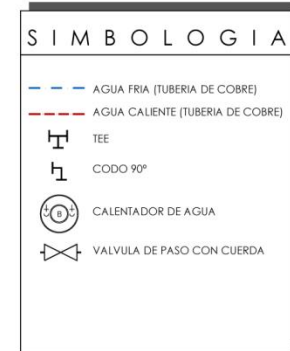 SIMBOLOGIA
AGUA FRIA (TUBERIA DE COBRE)
AGUA CALIENTE (TUBERIA DE COBRE)
TEE
CODO 90º
B
CALENTADOR DE AGUA
VALVULA DE PASO CON CUERDA